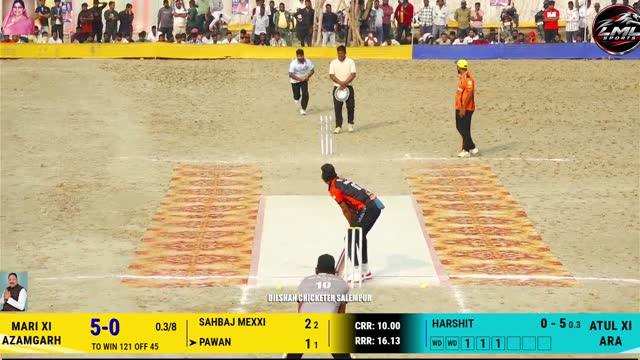 LML
SPORTS
10
DILSHAN CRICKETER SALEMPUR
MARI XI
AZAMGARH
5-0
0.3/8
TO WIN 121 OFF 45
SAHBAJ MEXXI 2 2
PAWAN 1 1
CRR: 10.00
RRR: 16.13
HARSHIT 0 - 5 0.3
WD WD 1 1 1
ATUL XI
ARA